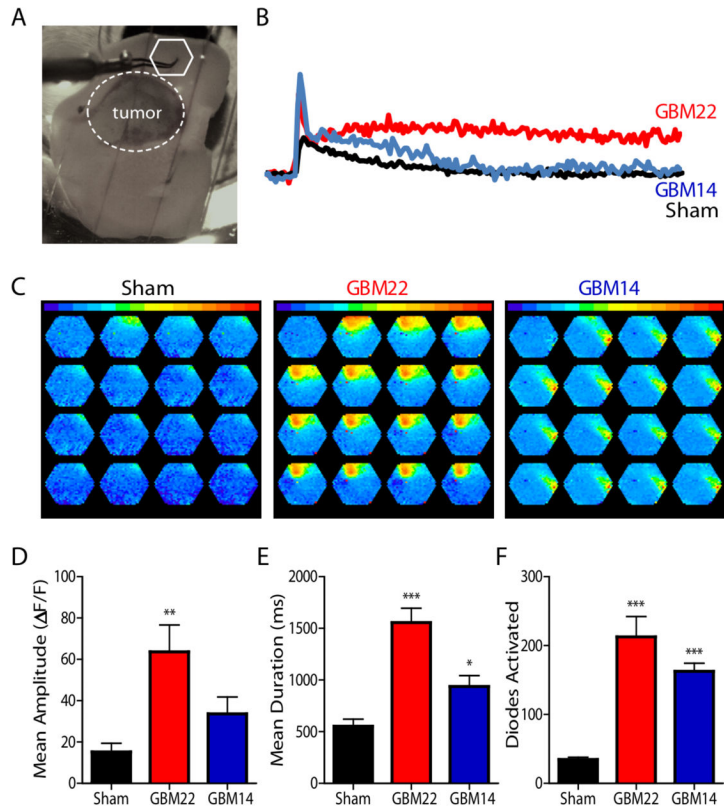 A
B
tumor
GBM22
GBM14
Sham
C
Sham
GBM22
GBM14
D
E
F
Mean Amplitude (ΔF/F)
100
80
60
40
20
0
**
Sham
GBM22
GBM14
Mean Duration (ms)
2000
1500
1000
500
0
***
*
Sham
GBM22
GBM14
Diodes Activated
300
200
100
0
***
***
Sham
GBM22
GBM14